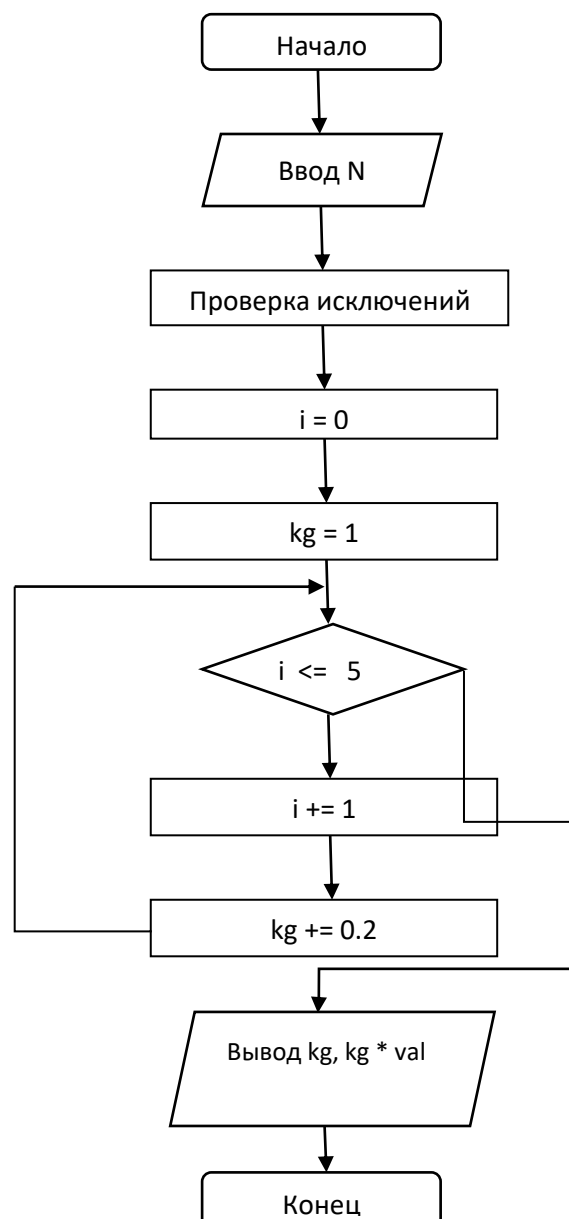 Начало
Ввод N
Проверка исключений
i = 0
kg = 1
i <= 5
i += 1
kg += 0.2
Вывод kg, kg * val
Конец